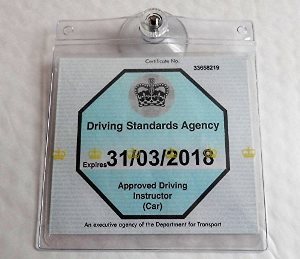 Certificate No.
33658219
Driving Standards Agency
Expires 31/03/2018
Approved Driving
Instructor
(Car)
An executive agency of the Department for Transport